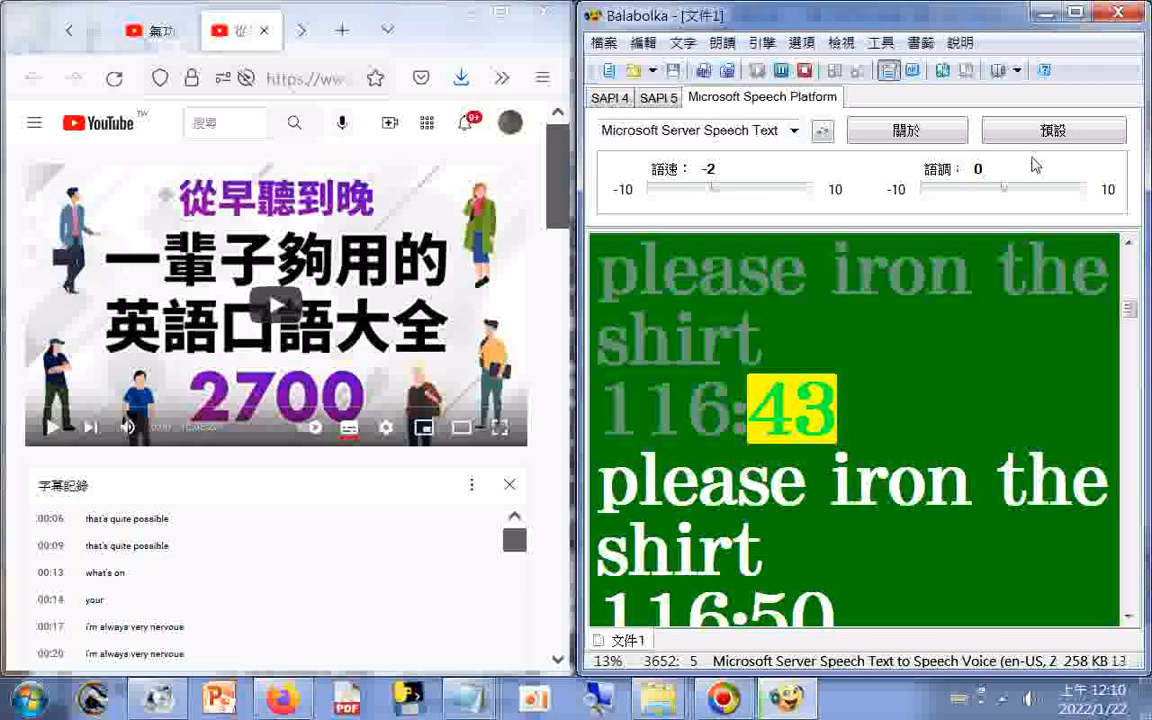 氣功
https://www
YouTube TW
搜尋
9+
從早聽到晚
一輩子夠用的
英語口語大全
2700
字幕記錄
00:06 that's quite possible
00:09 that's quite possible
00:13 what's on
00:14 your
00:17 i'm always very nervous
00:20 i'm always very nervous
Balabolka - [文件1]
檔案 編輯 文字 朗讀 引擎 選項 檢視 工具 書籤 說明
SAPI 4 SAPI 5 Microsoft Speech Platform
Microsoft Server Speech Text 關於 預設
語速： -2 語調： 0
-10 10 -10 10
please iron the
shirt
116:43
please iron the
shirt
116:50
文件1
13% 3652: 5 Microsoft Server Speech Text to Speech Voice (en-US, Z 258 KB 13
PDF
上午 12:10
2022/1/22